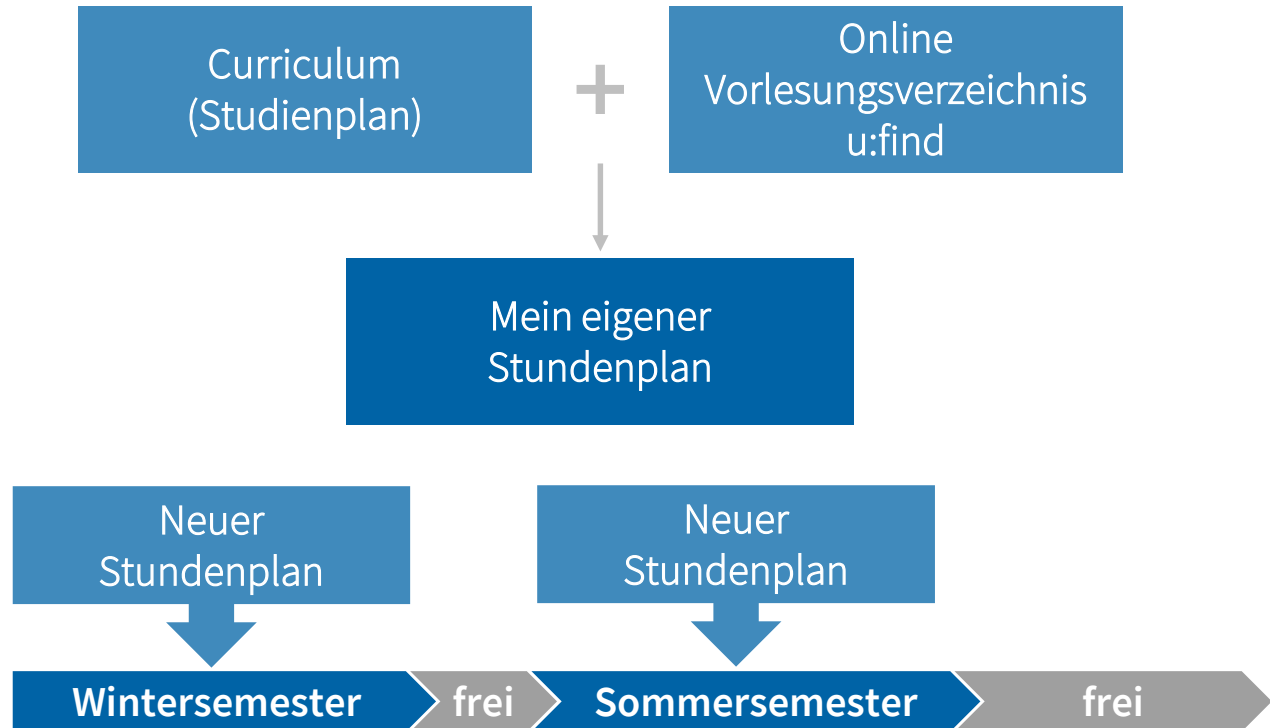 Curriculum
(Studienplan)
+
Online
Vorlesungsverzeichnis
u:find
Mein eigener
Stundenplan
Neuer
Stundenplan
Neuer
Stundenplan
Wintersemester
frei
Sommersemester
frei